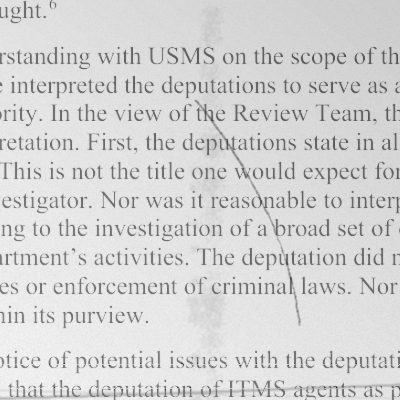 ught.6
rstanding with USMS on the scope of th
e interpreted the deputations to serve as a
ority. In the view of the Review Team, th
retation. First, the deputations state in al
This is not the title one would expect for
estigator. Nor was it reasonable to interp
ng to the investigation of a broad set of
artment’s activities. The deputation did n
es or enforcement of criminal laws. Nor
hin its purview.
otice of potential issues with the deputati
that the deputation of ITMS agents as p